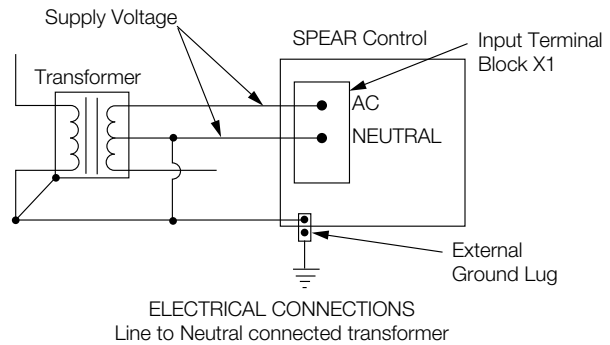 Supply Voltage
SPEAR Control
Input Terminal
Block X1
Transformer
AC
NEUTRAL
External
Ground Lug
ELECTRICAL CONNECTIONS
Line to Neutral connected transformer